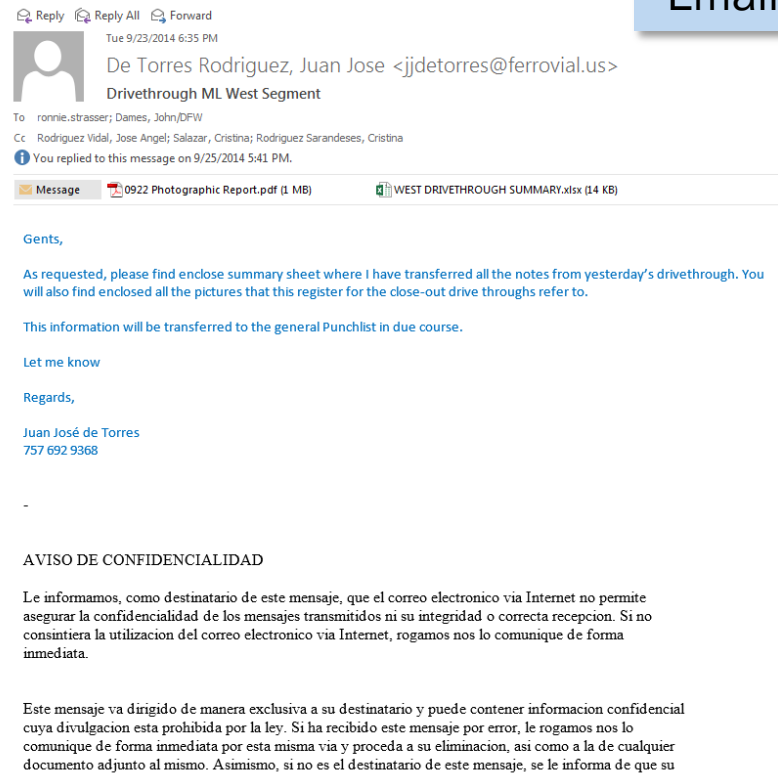 Email
Reply Reply All Forward
Tue 9/23/2014 6:35 PM
De Torres Rodriguez, Juan Jose <jjdetorres@ferrovial.us>
Drivethrough ML West Segment
To ronnie.strasser; Dames, John/DFW
Cc Rodriguez Vidal, Jose Angel; Salazar, Cristina; Rodriguez Sarandeses, Cristina
You replied to this message on 9/25/2014 5:41 PM.
Message 0922 Photographic Report.pdf (1 MB) WEST DRIVETHROUGH SUMMARY.xlsx (14 KB)
Gents,
As requested, please find enclose summary sheet where I have transferred all the notes from yesterday's drivethrough. You
will also find enclosed all the pictures that this register for the close-out drive throughs refer to.
This information will be transferred to the general Punchlist in due course.
Let me know
Regards,
Juan José de Torres
757 692 9368
-
AVISO DE CONFIDENCIALIDAD
Le informamos, como destinatario de este mensaje, que el correo electronico via Internet no permite
asegurar la confidencialidad de los mensajes transmitidos ni su integridad o correcta recepcion. Si no
consintiera la utilizacion del correo electronico via Internet, rogamos nos lo comunique de forma
inmediata.
Este mensaje va dirigido de manera exclusiva a su destinatario y puede contener informacion confidencial
cuya divulgacion esta prohibida por la ley. Si ha recibido este mensaje por error, le rogamos nos lo
comunique de forma inmediata por esta misma via y proceda a su eliminacion, asi como a la de cualquier
documento adjunto al mismo. Asimismo, si no es el destinatario de este mensaje, se le informa de que su